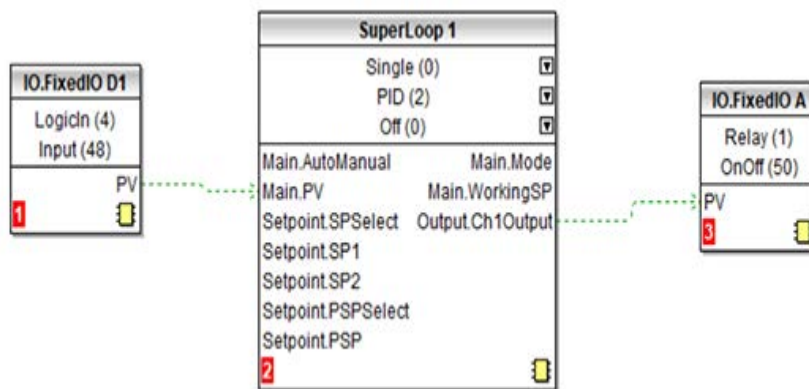 IO.FixedIO D1
LogicIn (4)
Input (48)
PV
1
SuperLoop 1
Single (0)
PID (2)
Off (0)
Main.AutoManual Main.Mode
Main.PV Main.WorkingSP
Setpoint.SPSelect Output.Ch1Output
Setpoint.SP1
Setpoint.SP2
Setpoint.PSPSelect
Setpoint.PSP
2
IO.FixedIO A
Relay (1)
OnOff (50)
PV
3